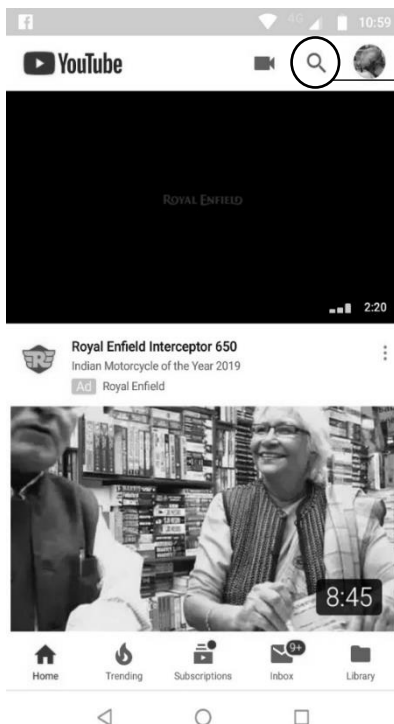 4G 10:59
YouTube
ROYAL ENFIELD
2:20
Royal Enfield Interceptor 650
Indian Motorcycle of the Year 2019
Ad Royal Enfield
8:45
9+
Home Trending Subscriptions Inbox Library